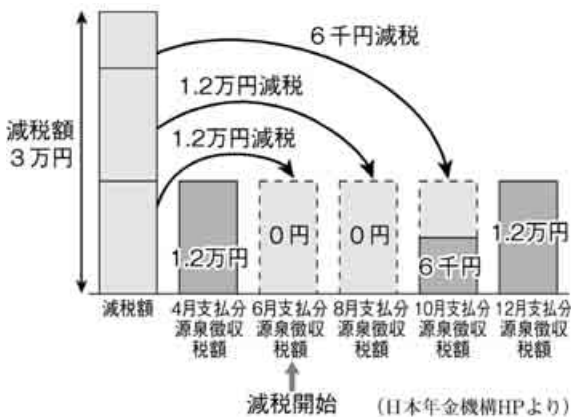 6千円減税
1.2万円減税
1.2万円減税
減税額
3万円
1.2万円
0円
0円
6千円
1.2万円
減税額
4月支払分
源泉徴収
税額
6月支払分
源泉徴収
税額
8月支払分
源泉徴収
税額
10月支払分
源泉徴収
税額
12月支払分
源泉徴収
税額
減税開始
(日本年金機構HPより)